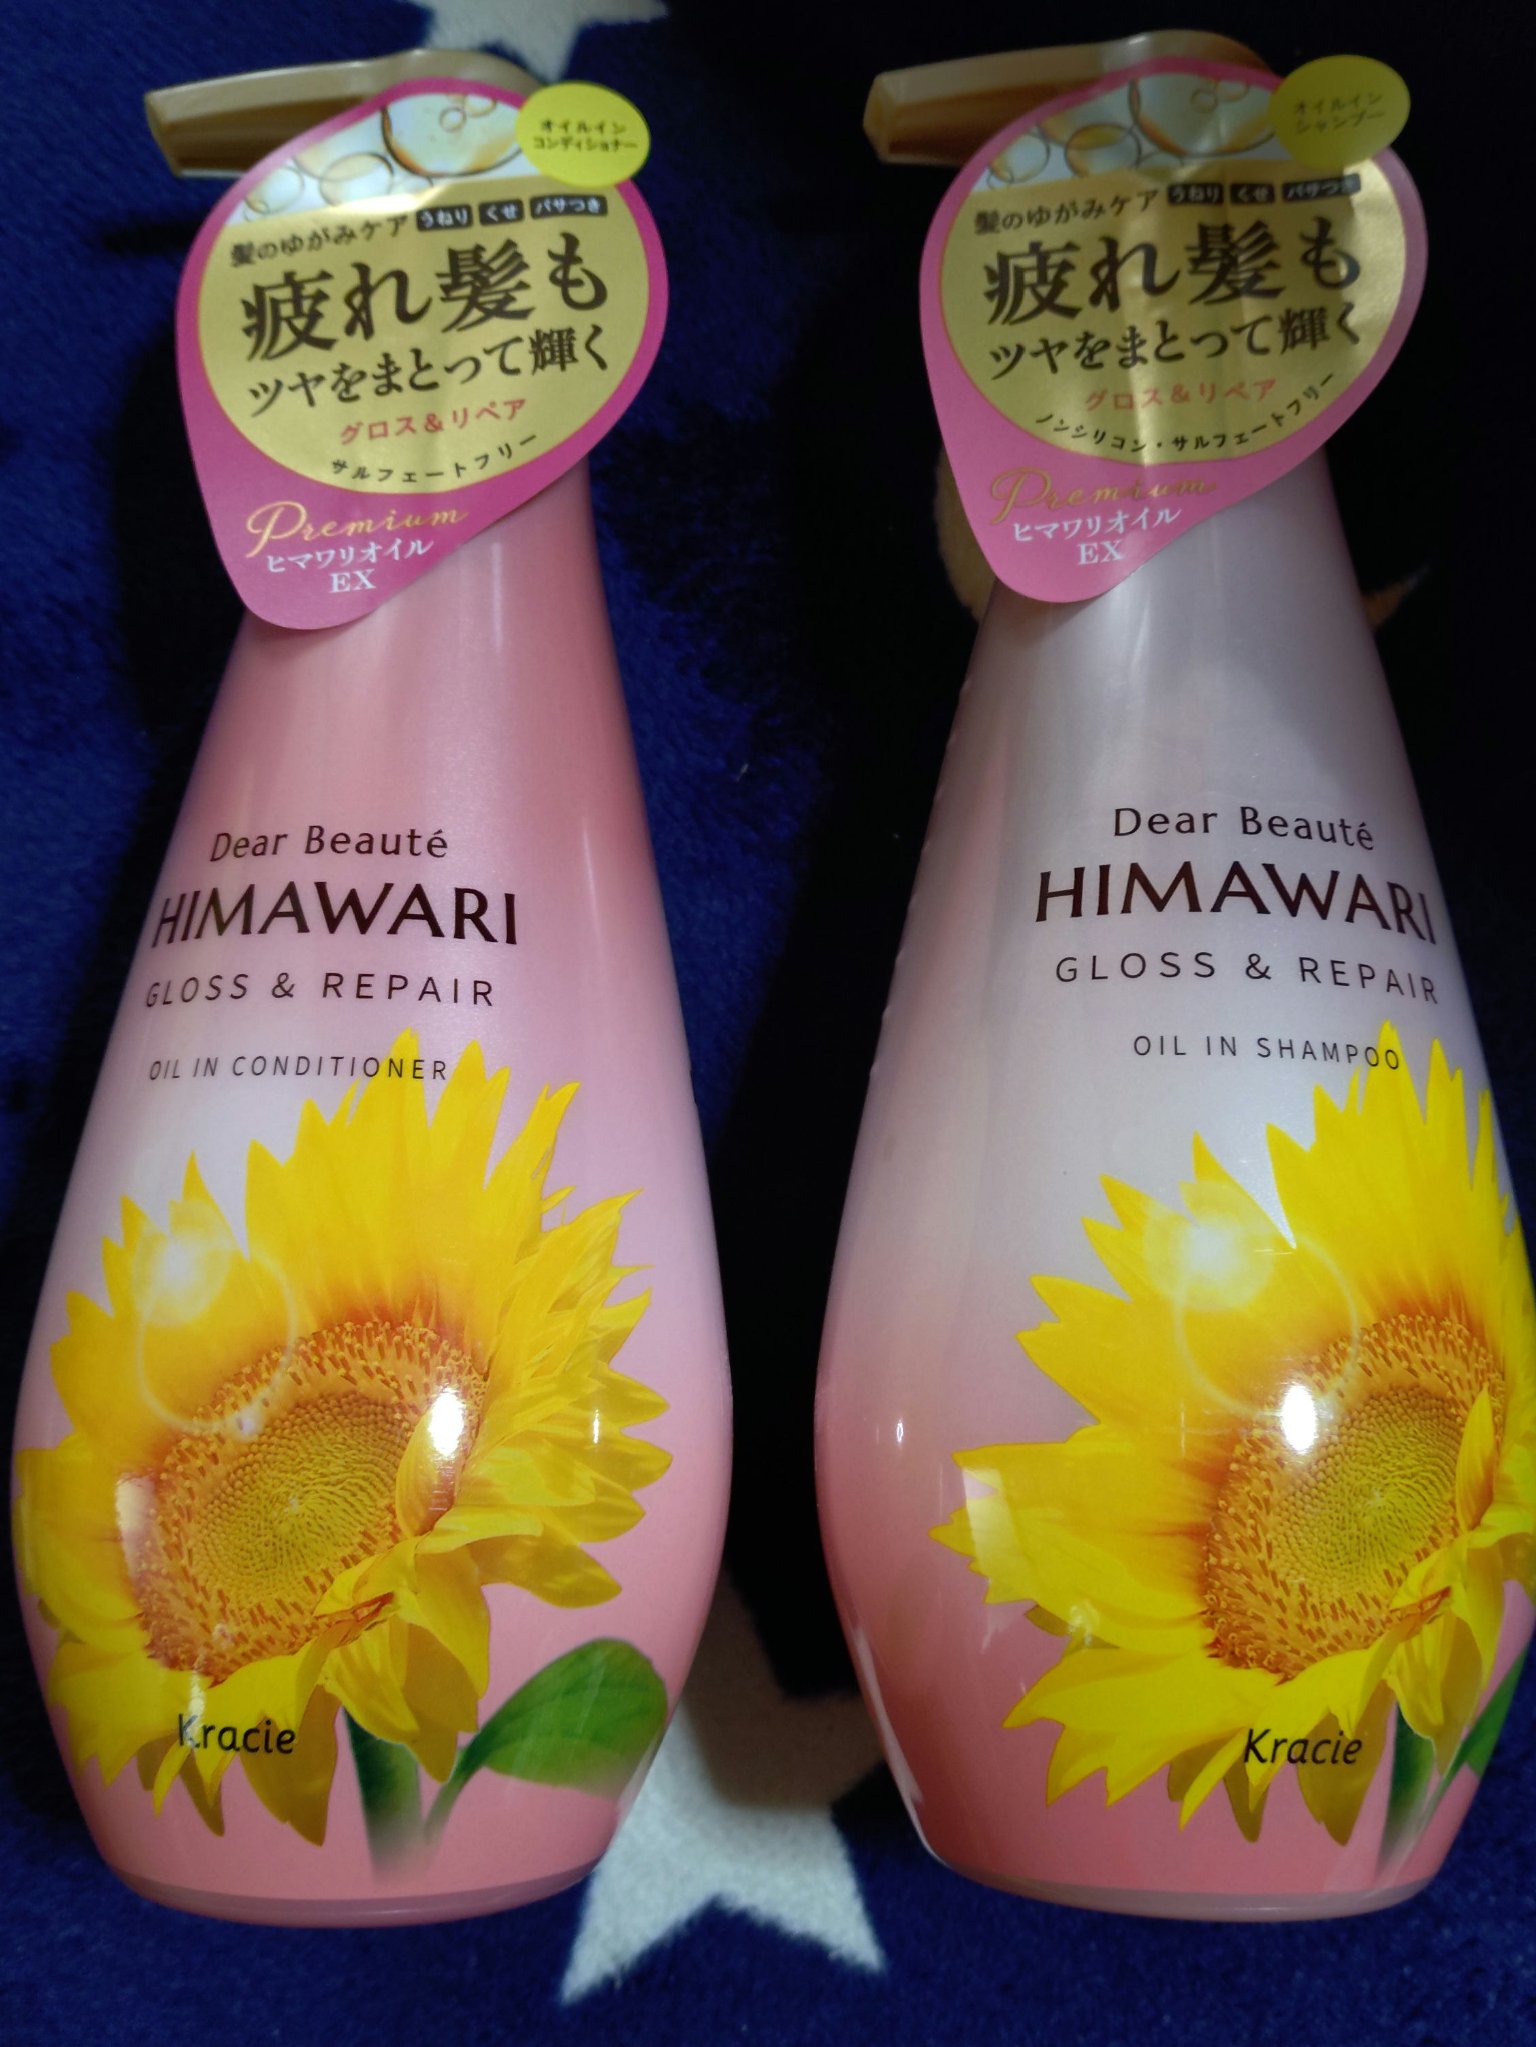 オイルイン
コンディショナー
髪のゆがみケア うねり くせ パサつき
疲れ髪も
ツヤをまとって輝く
グロス&リペア
サルフェートフリー
Premium
ヒマワリオイル
EX
Dear Beauté
HIMAWARI
GLOSS & REPAIR
OIL IN CONDITIONER
Kracie
オイルイン
シャンプー
髪のゆがみケア うねり くせ パサつき
疲れ髪も
ツヤをまとって輝く
グロス&リペア
ノンシリコン・サルフェートフリー
Premium
ヒマワリオイル
EX
Dear Beauté
HIMAWARI
GLOSS & REPAIR
OIL IN SHAMPOO
Kracie